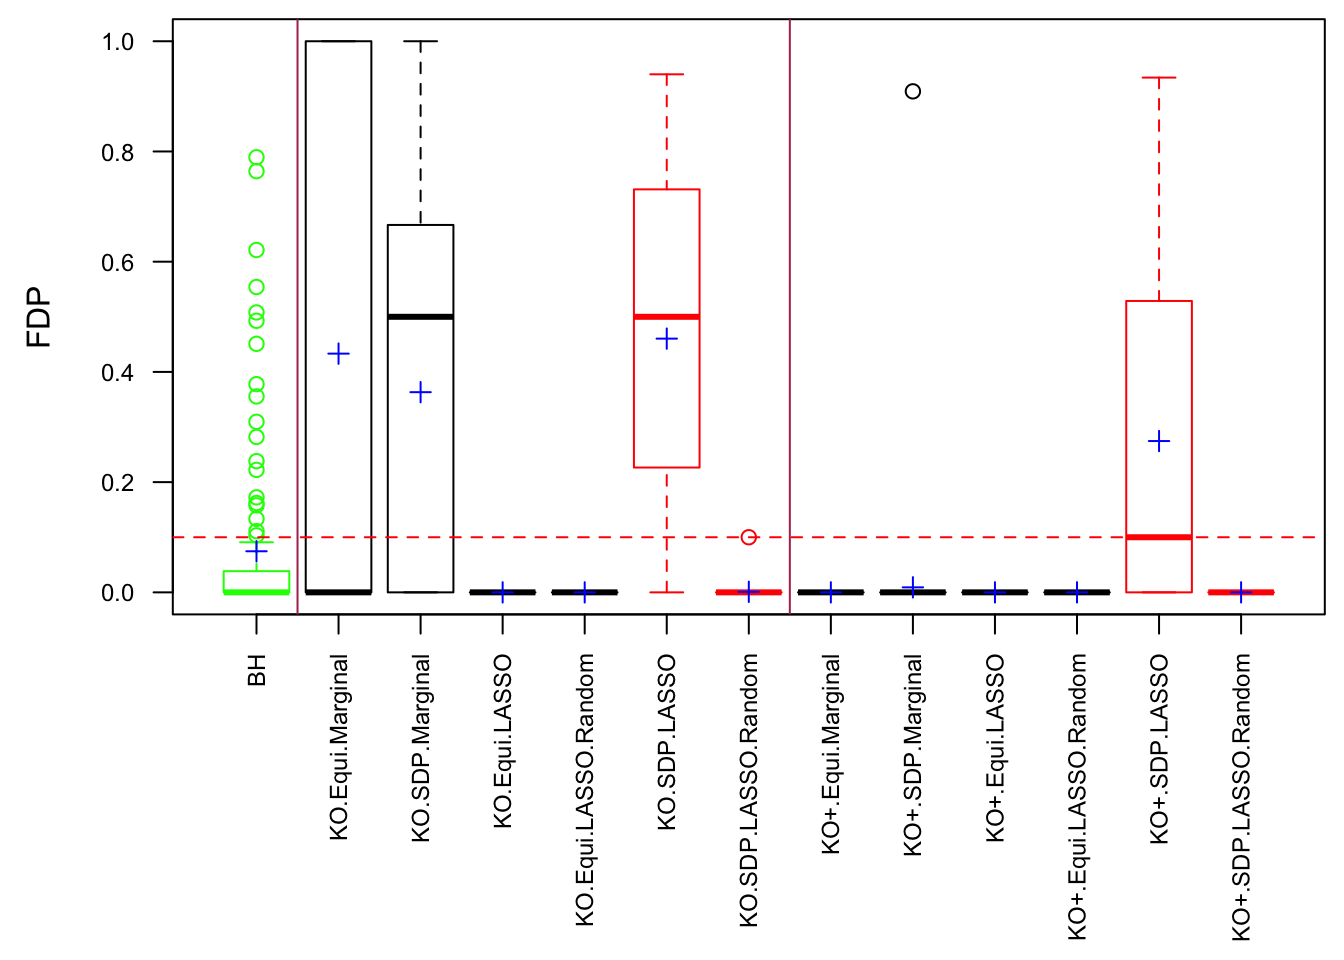 FDP
1.0
0.8
0.6
0.4
0.2
0.0
BH
KO.Equi.Marginal
KO.SDP.Marginal
KO.Equi.LASSO
KO.Equi.LASSO.Random
KO.SDP.LASSO
KO.SDP.LASSO.Random
KO+.Equi.Marginal
KO+.SDP.Marginal
KO+.Equi.LASSO
KO+.Equi.LASSO.Random
KO+.SDP.LASSO
KO+.SDP.LASSO.Random